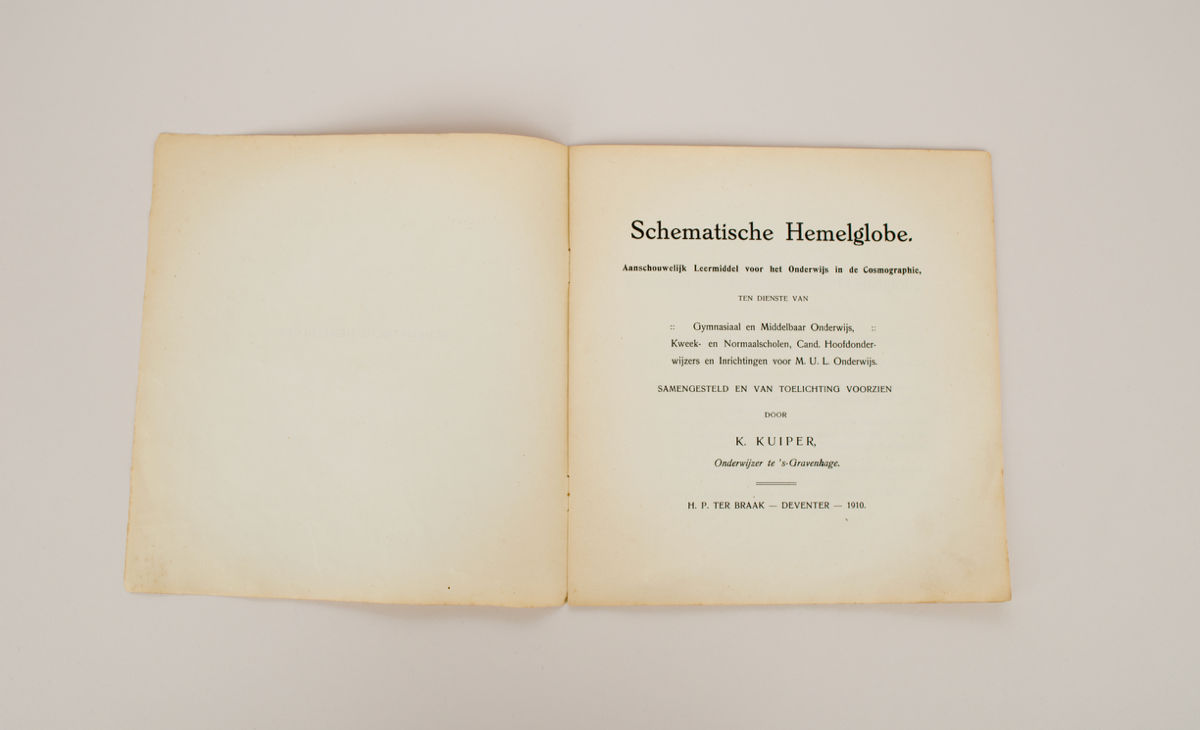 Schematische Hemelglobe.
Aanschouwelijk Leermiddel voor het Onderwijs in de Cosmographie,
TEN DIENSTE VAN
:: Gymnasiaal en Middelbaar Onderwijs, ::
Kweek- en Normaalscholen, Cand. Hoofdonder-
wijzers en Inrichtingen voor M. U. L. Onderwijs.
SAMENGESTELD EN VAN TOELICHTING VOORZIEN
DOOR
K. KUIPER,
Onderwijzer te 's-Gravenhage.
H. P. TER BRAAK — DEVENTER — 1910.